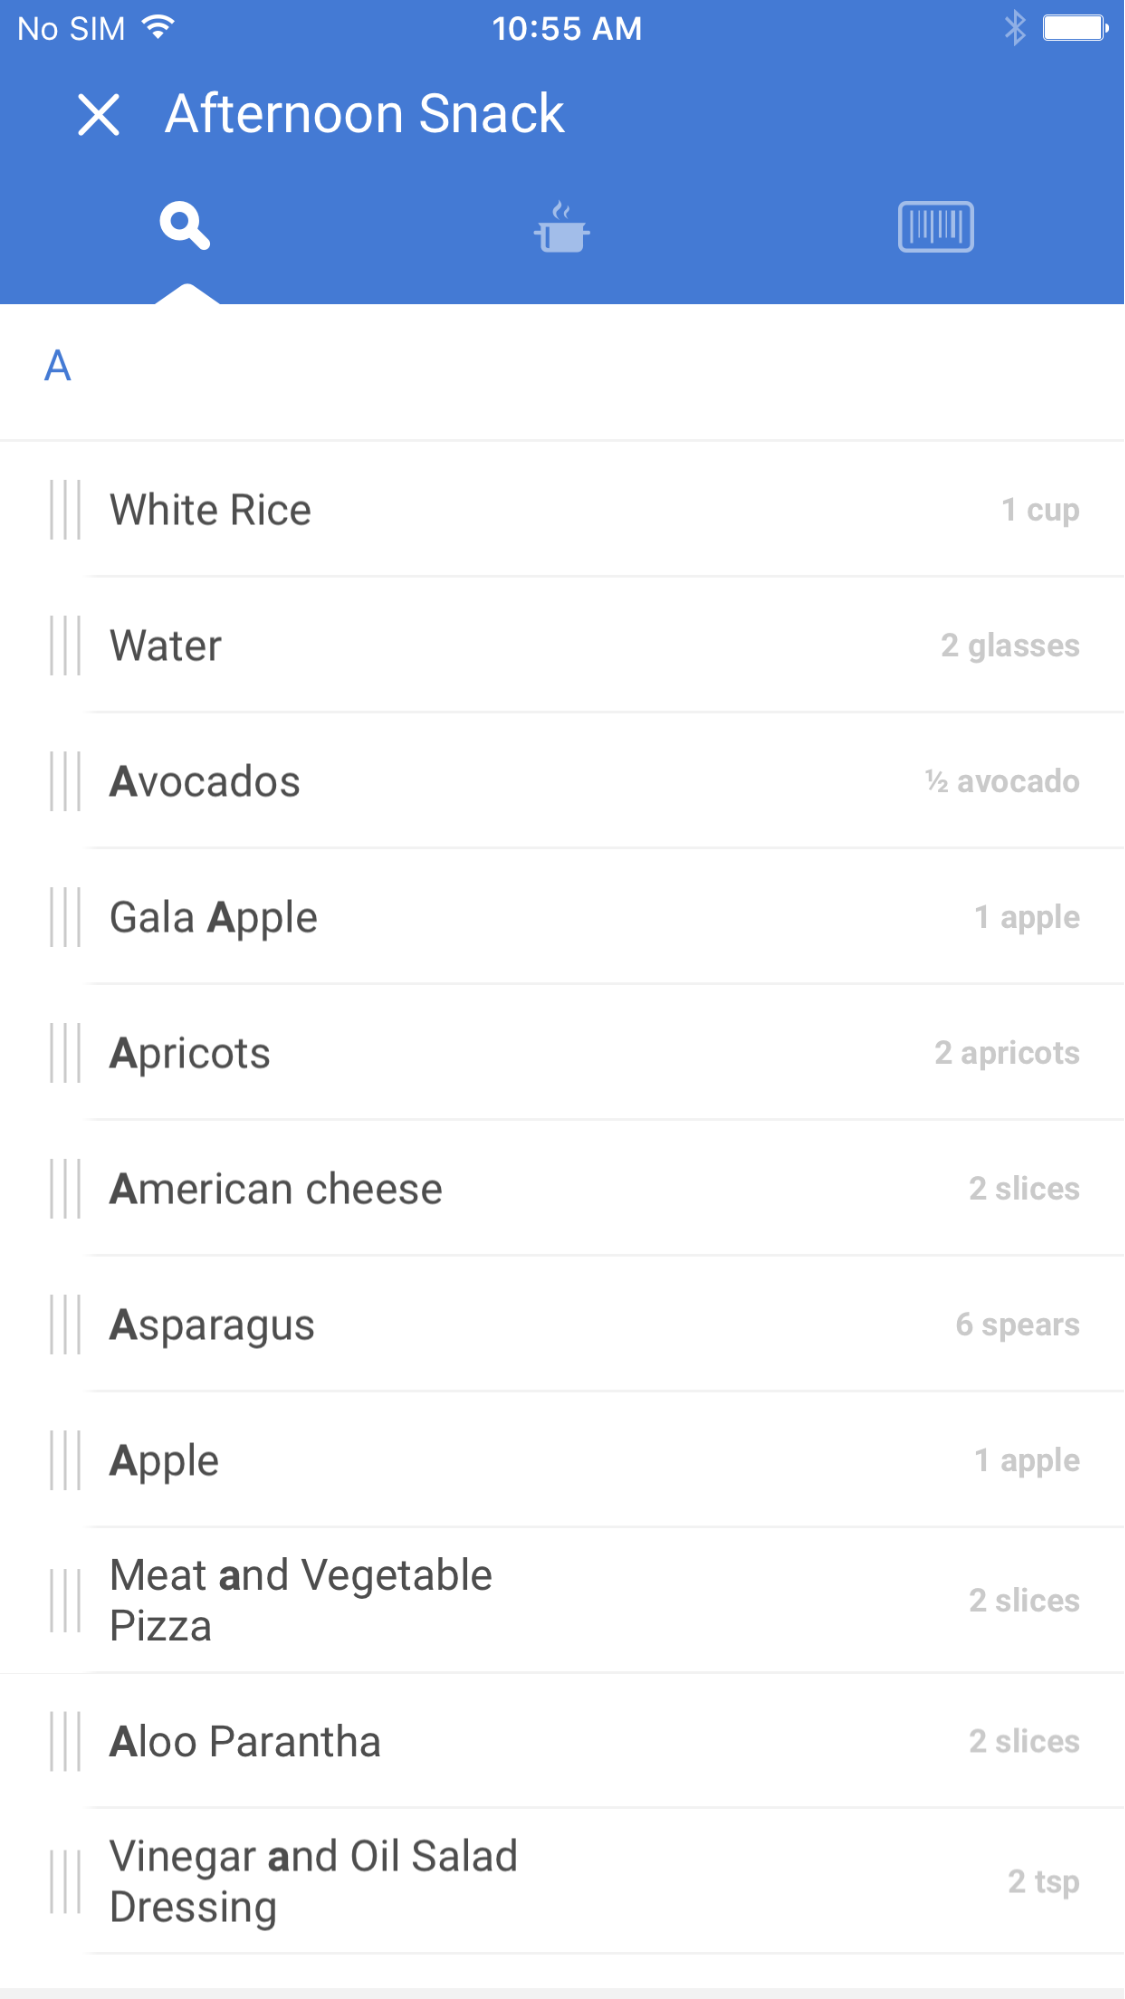 No SIM 10:55 AM
Afternoon Snack
A
White Rice 1 cup
Water 2 glasses
Avocados ½ avocado
Gala Apple 1 apple
Apricots 2 apricots
American cheese 2 slices
Asparagus 6 spears
Apple 1 apple
Meat and Vegetable
Pizza 2 slices
Aloo Parantha 2 slices
Vinegar and Oil Salad
Dressing 2 tsp